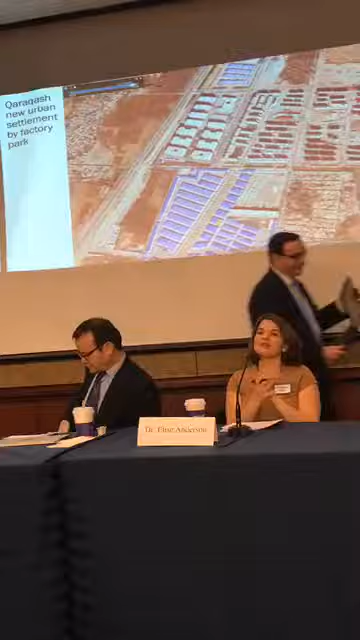 Qaraqash
new urban
settlement
by factory
park
Dr. Elise Anderson